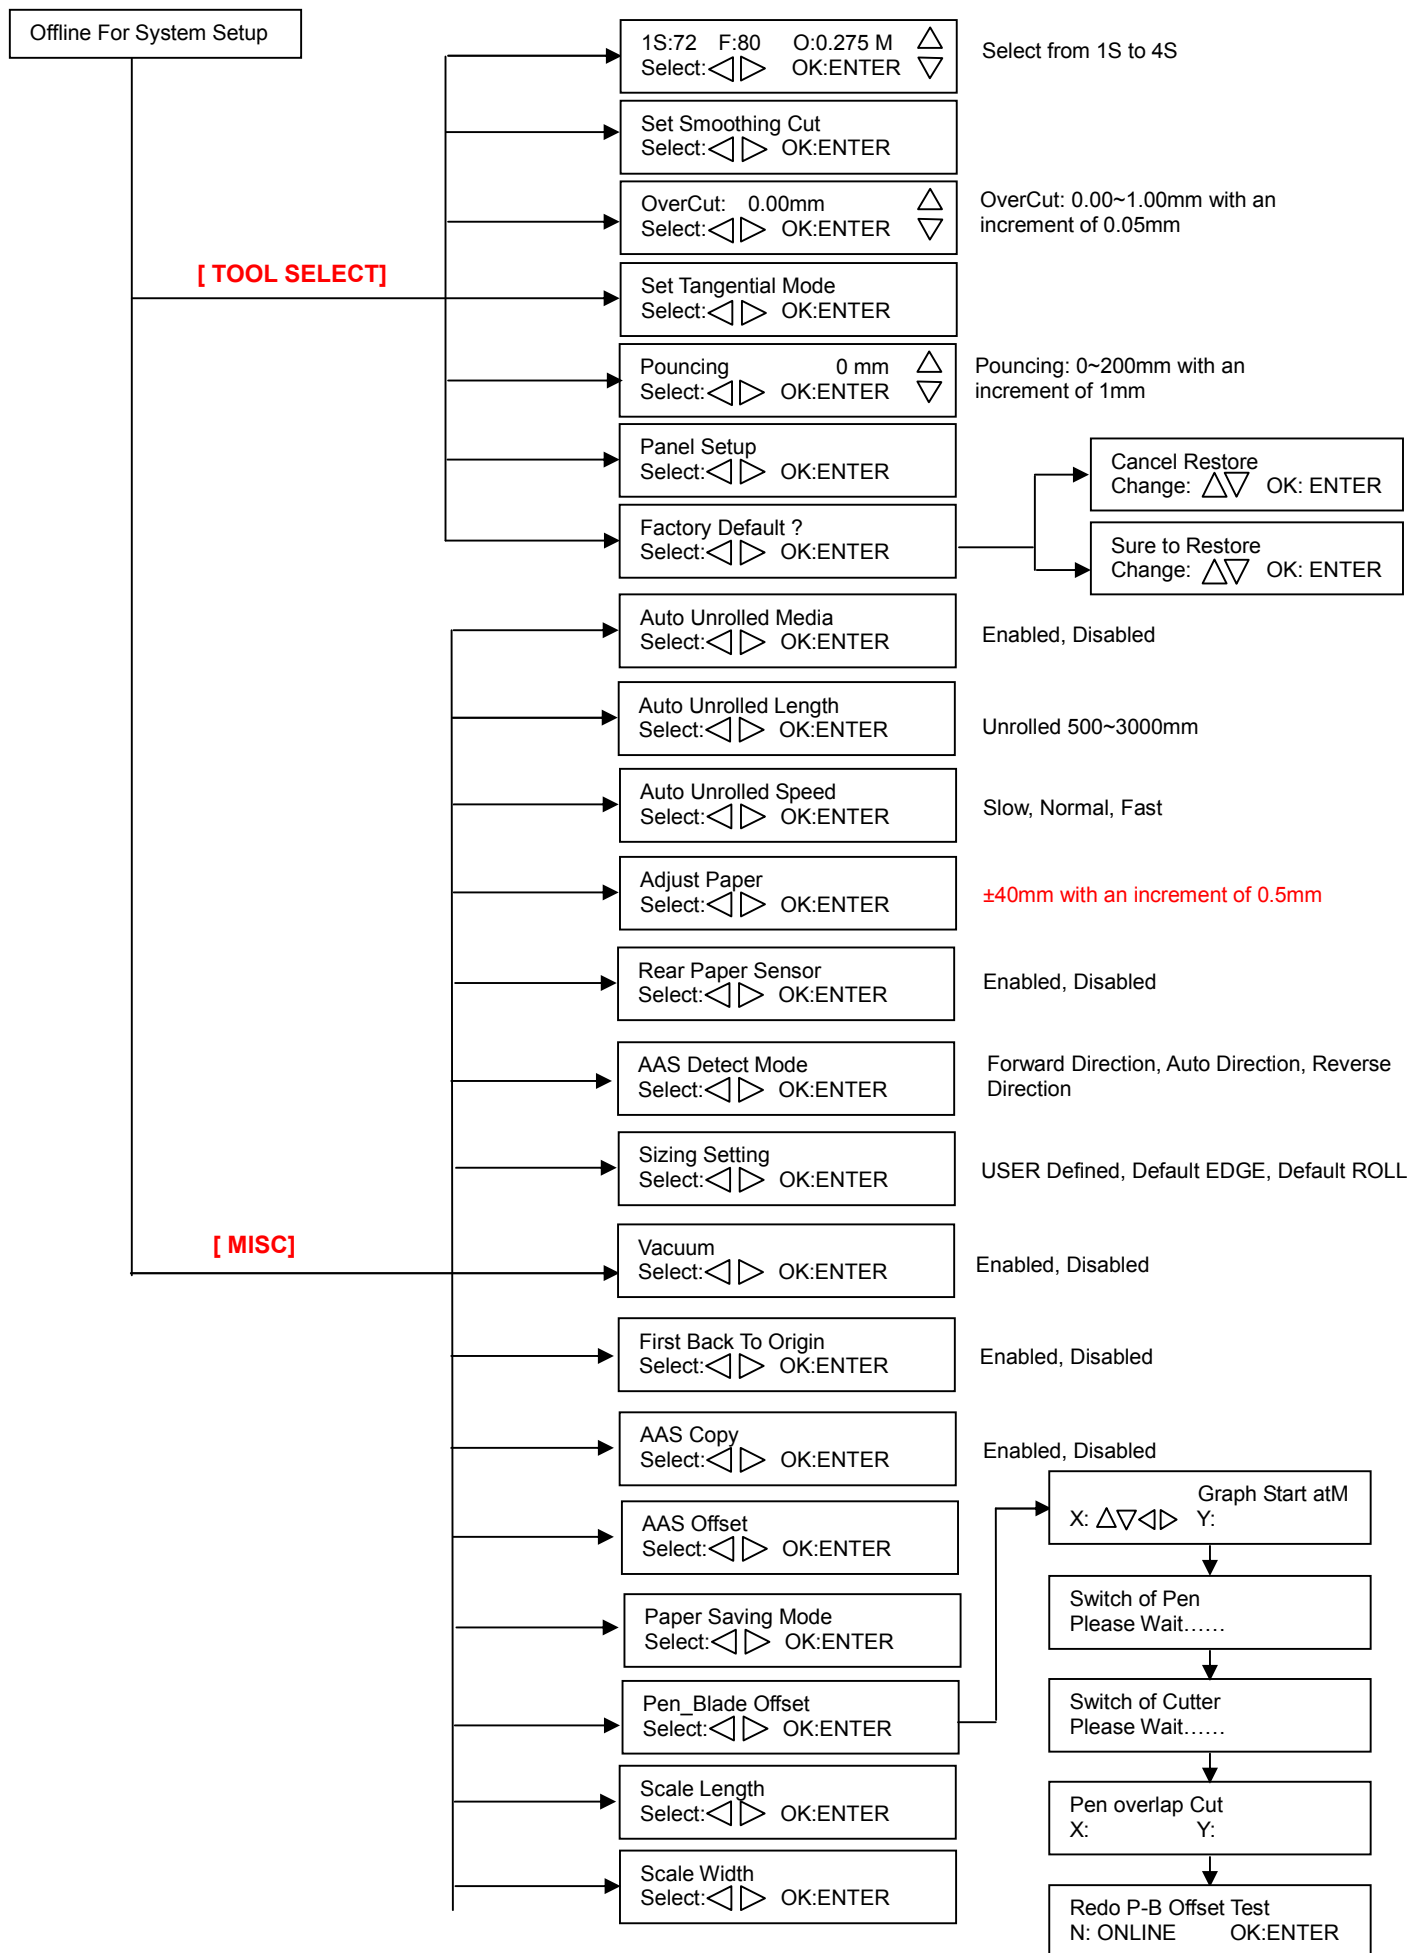 Offline For System Setup
[ TOOL SELECT]
1S:72 F:80 O:0.275 M
Select: OK:ENTER
Select from 1S to 4S
Set Smoothing Cut
Select: OK:ENTER
OverCut: 0.00mm
Select: OK:ENTER
OverCut: 0.00~1.00mm with an
increment of 0.05mm
Set Tangential Mode
Select: OK:ENTER
Pouncing 0 mm
Select: OK:ENTER
Pouncing: 0~200mm with an
increment of 1mm
Panel Setup
Select: OK:ENTER
Factory Default ?
Select: OK:ENTER
Cancel Restore
Change: OK: ENTER
Sure to Restore
Change: OK: ENTER
[ MISC]
Auto Unrolled Media
Select: OK:ENTER
Enabled, Disabled
Auto Unrolled Length
Select: OK:ENTER
Unrolled 500~3000mm
Auto Unrolled Speed
Select: OK:ENTER
Slow, Normal, Fast
Adjust Paper
Select: OK:ENTER
±40mm with an increment of 0.5mm
Rear Paper Sensor
Select: OK:ENTER
Enabled, Disabled
AAS Detect Mode
Select: OK:ENTER
Forward Direction, Auto Direction, Reverse
Direction
Sizing Setting
Select: OK:ENTER
USER Defined, Default EDGE, Default ROLL
Vacuum
Select: OK:ENTER
Enabled, Disabled
First Back To Origin
Select: OK:ENTER
Enabled, Disabled
AAS Copy
Select: OK:ENTER
Enabled, Disabled
AAS Offset
Select: OK:ENTER
Paper Saving Mode
Select: OK:ENTER
Pen_Blade Offset
Select: OK:ENTER
Graph Start atM
X: Y:
Switch of Pen
Please Wait……
Switch of Cutter
Please Wait……
Pen overlap Cut
X: Y:
Redo P-B Offset Test
N: ONLINE OK:ENTER
Scale Length
Select: OK:ENTER
Scale Width
Select: OK:ENTER